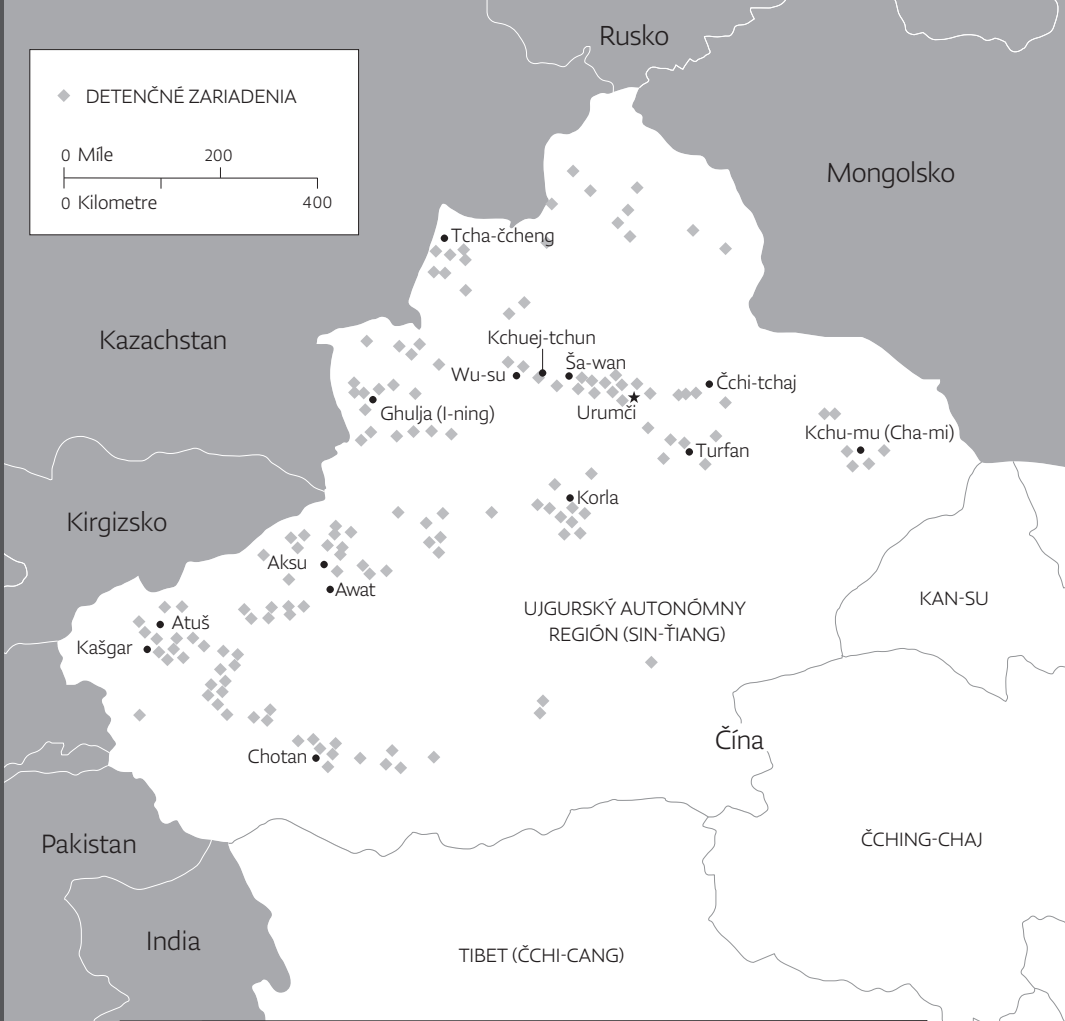 Rusko
DETENČNÉ ZARIADENIA
0 Míle 200
0 Kilometre 400
Mongolsko
Tcha-čcheng
Kazachstan
Kchuej-tchun
Ša-wan
Wu-su
Čchi-tchaj
Ghulja (I-ning)
Urumči
Kchu-mu (Cha-mi)
Turfan
Korla
Kirgizsko
Aksu
Awat
KAN-SU
UJGURSKÝ AUTONÓMNY
REGIÓN (SIN-ŤIANG)
Atuš
Kašgar
Čína
Chotan
Pakistan
ČCHING-CHAJ
India
TIBET (ČCHI-CANG)